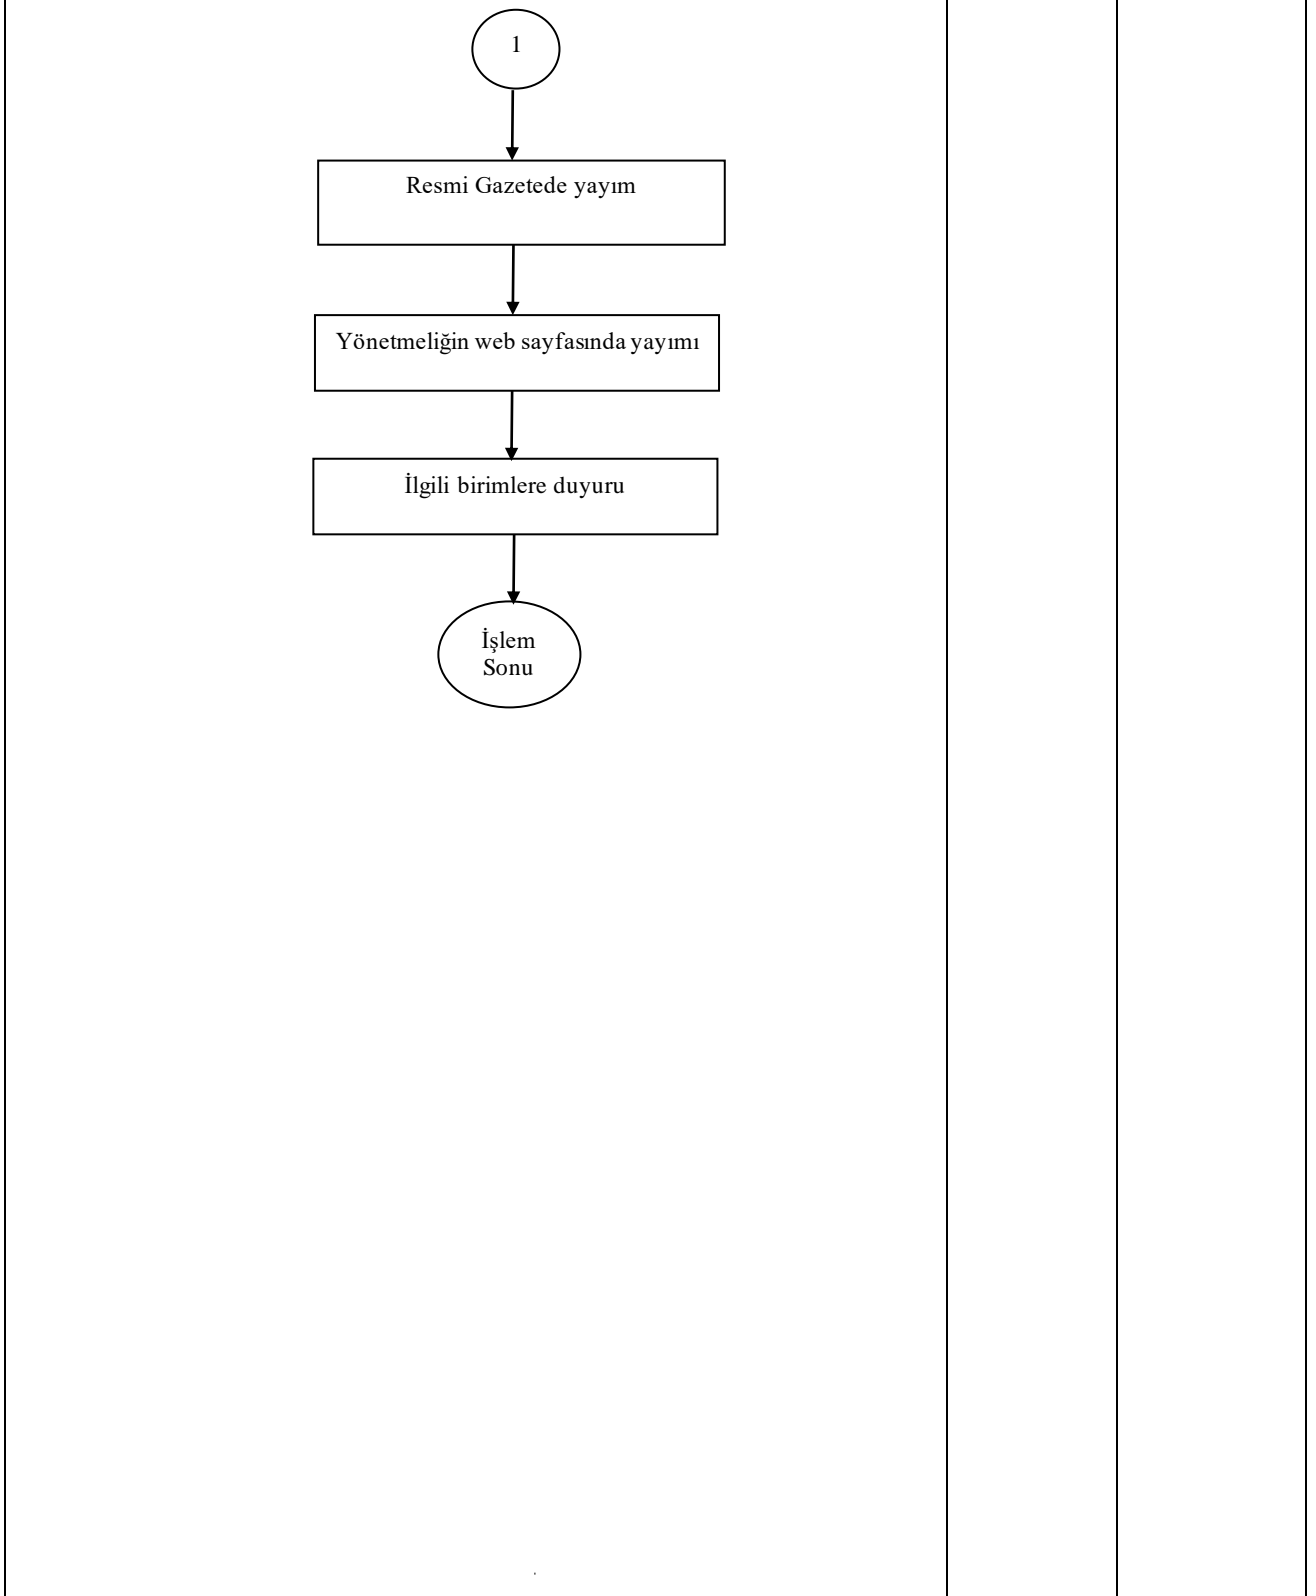 1
Resmi Gazetede yayım
Yönetmeliğin web sayfasında yayımı
İlgili birimlere duyuru
İşlem
Sonu